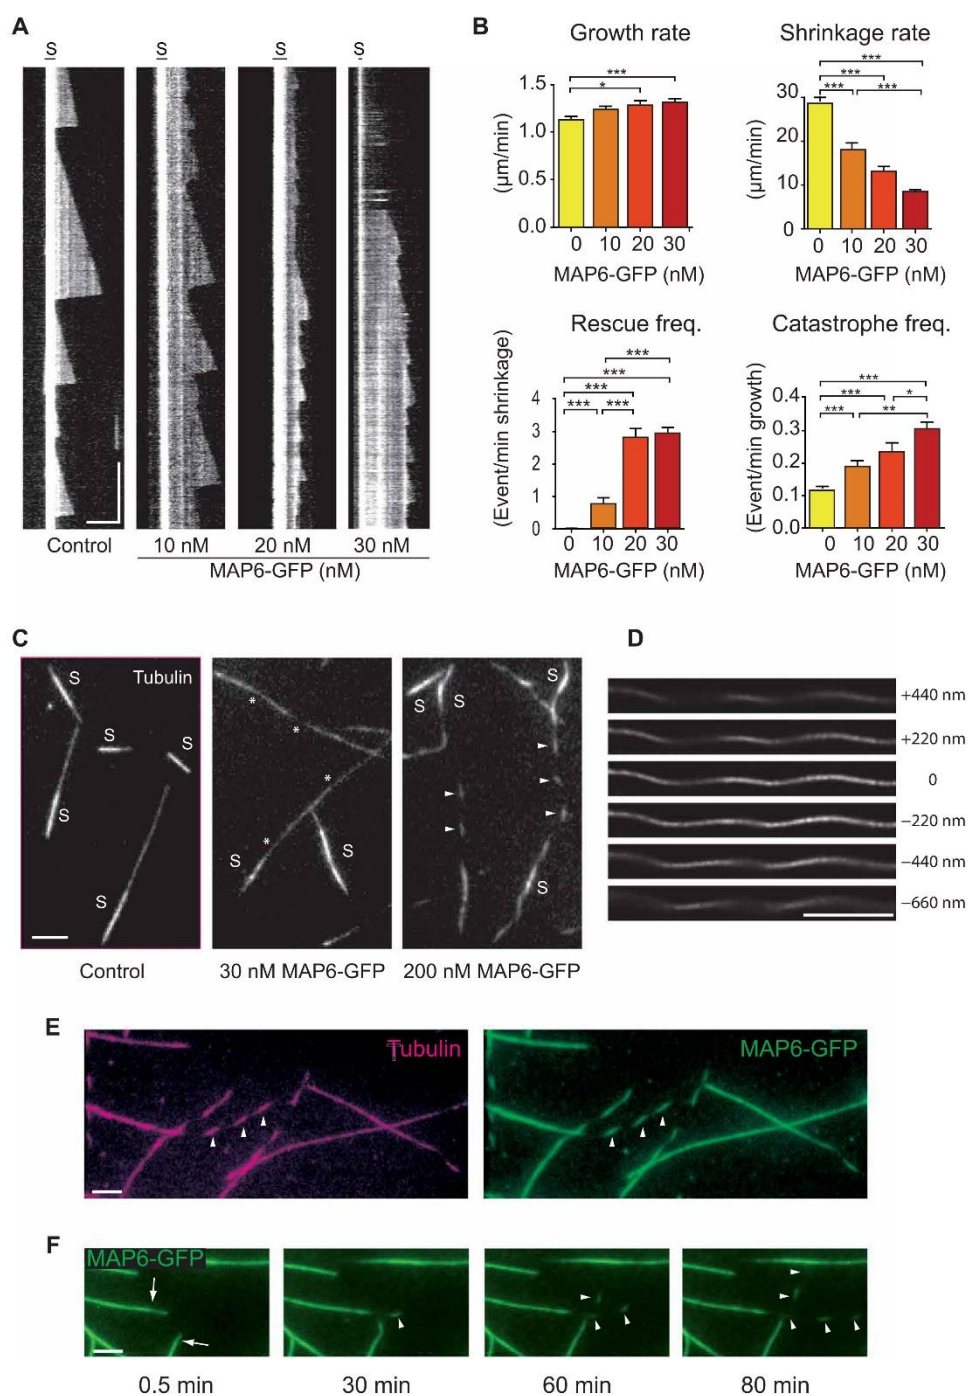 A
S S S S
Control 10 nM 20 nM 30 nM
MAP6-GFP (nM)
B
Growth rate
(µm/min)
1.5
1.0
1.0
0.0
***
*
0 10 20 30
MAP6-GFP (nM)
Shrinkage rate
(µm/min)
30
20
10
0
***
***
*** ***
0 10 20 30
MAP6-GFP (nM)
Rescue freq.
(Event/min shrinkage)
4
3
2
1
0
***
***
***
*** ***
0 10 20 30
MAP6-GFP (nM)
Catastrophe freq.
(Event/min growth)
0.4
0.3
0.2
0.1
0.0
***
*** *
*** **
0 10 20 30
MAP6-GFP (nM)
C
Tubulin
S
S
S
S
S
Control
*
*
*
*
S
S
30 nM MAP6-GFP
S
S
S
S
200 nM MAP6-GFP
D
+440 nm
+220 nm
0
−220 nm
−440 nm
−660 nm
E
Tubulin
MAP6-GFP
F
MAP6-GFP
0.5 min 30 min 60 min 80 min